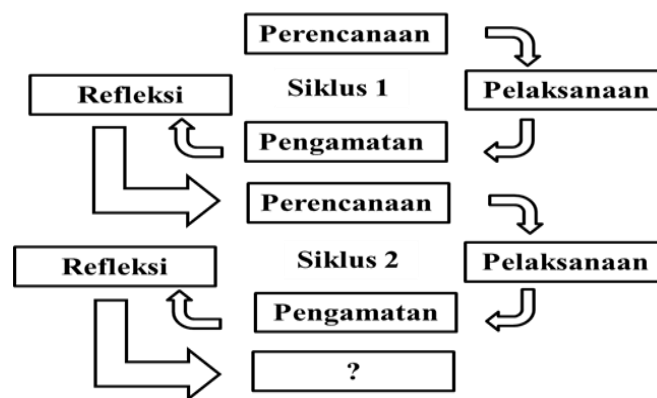 Perencanaan
Siklus 1
Refleksi
Pelaksanaan
Pengamatan
Perencanaan
Siklus 2
Refleksi
Pelaksanaan
Pengamatan
?